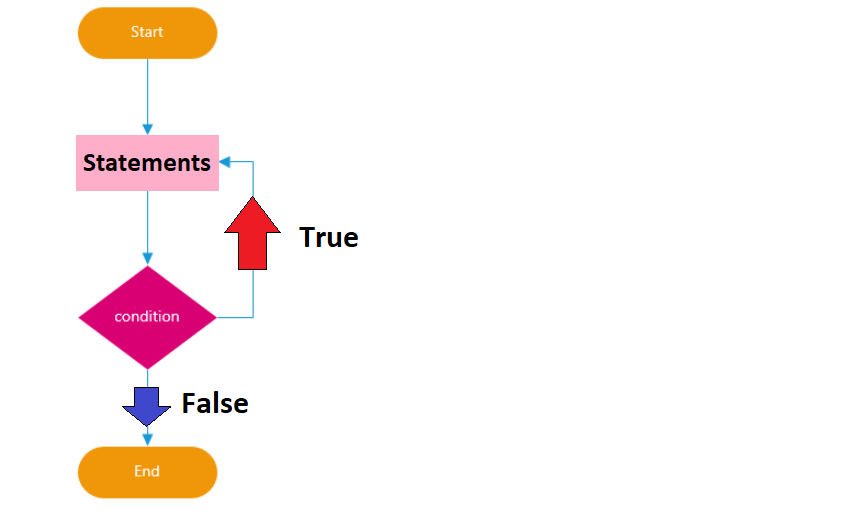 Start
Statements
True
condition
False
End